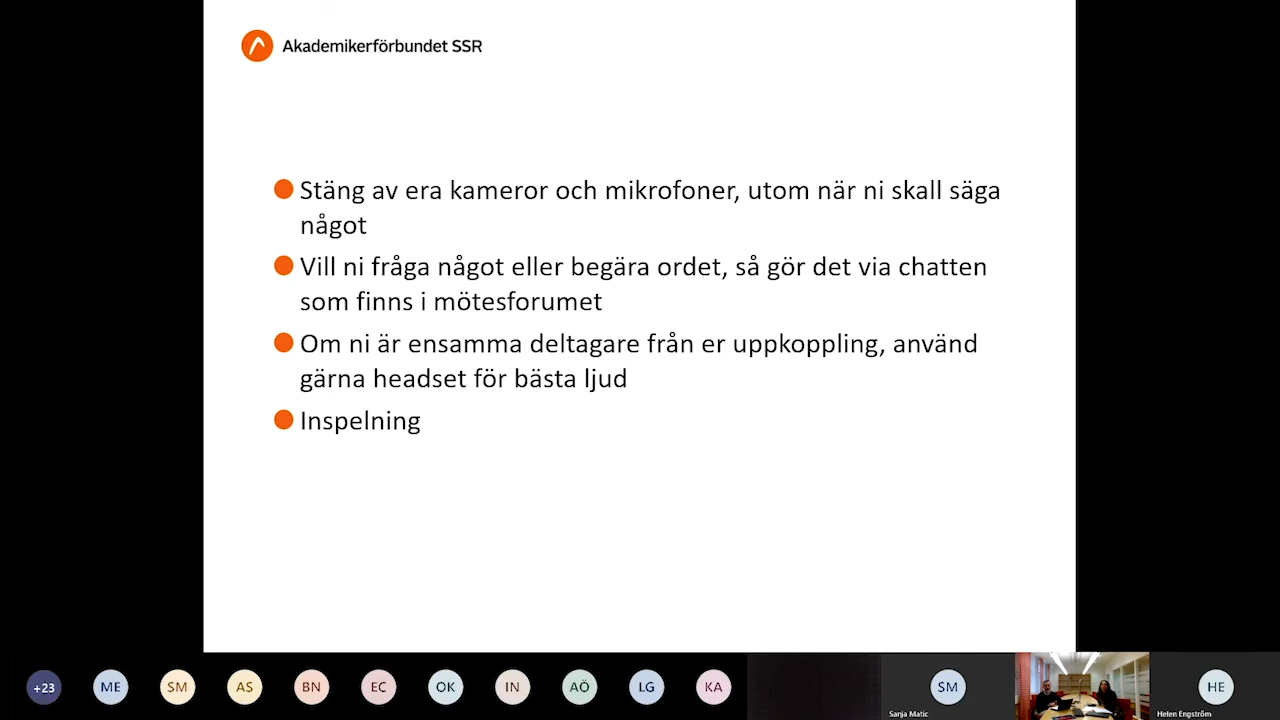 Akademikerförbundet SSR
Stäng av era kameror och mikrofoner, utom när ni skall säga
något
Vill ni fråga något eller begära ordet, så gör det via chatten
som finns i mötesforumet
Om ni är ensamma deltagare från er uppkoppling, använd
gärna headset för bästa ljud
Inspelning
+23 ME SM AS BN EC OK IN AÖ LG KA SM HE
Sanja Matic Helen Engström